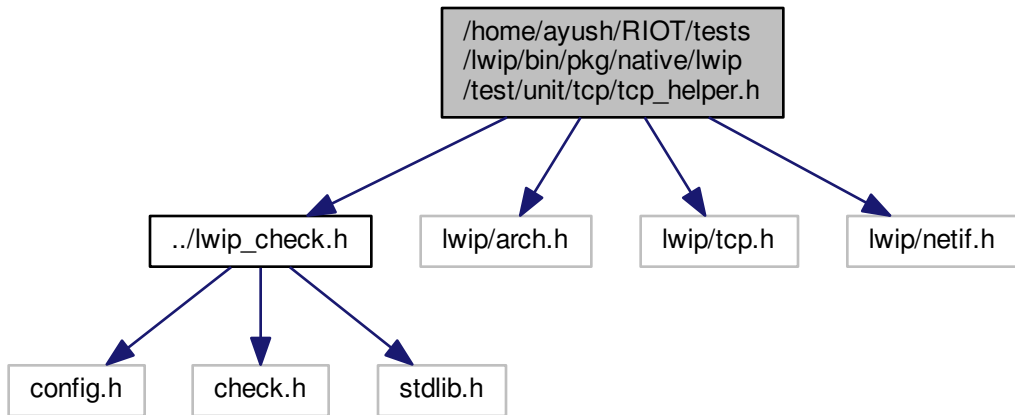 /home/ayush/RIOT/tests
/lwip/bin/pkg/native/lwip
/test/unit/tcp/tcp_helper.h
../lwip_check.h
lwip/arch.h
lwip/tcp.h
lwip/netif.h
config.h
check.h
stdlib.h